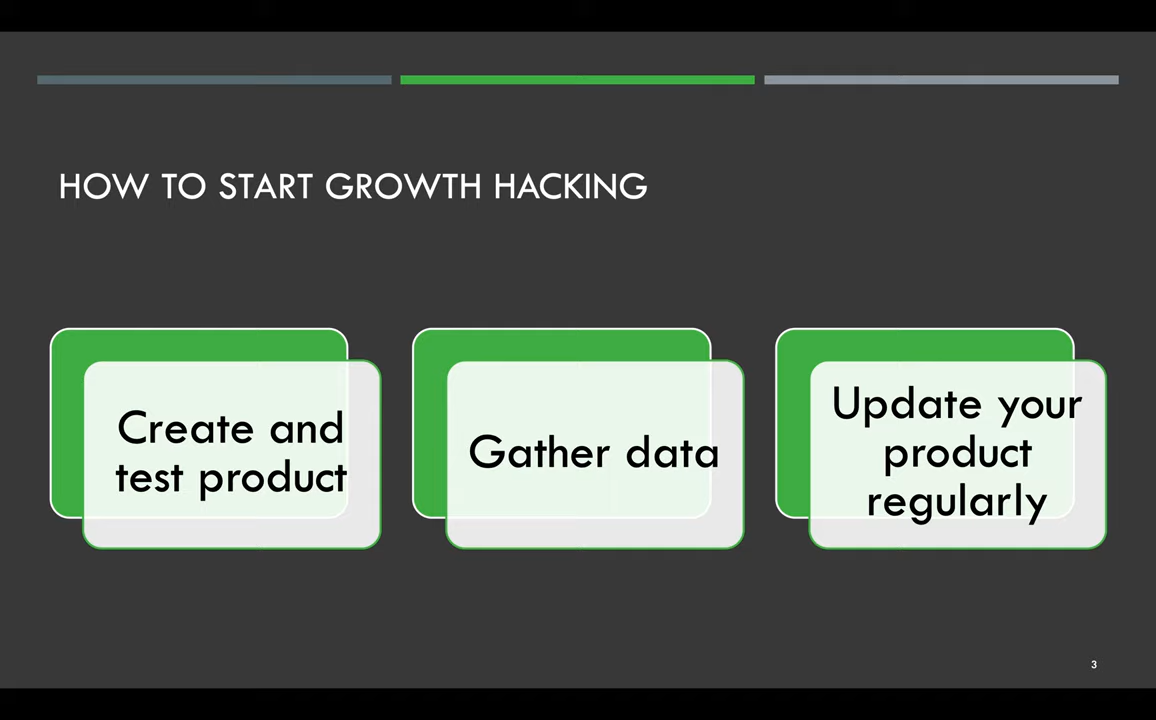 HOW TO START GROWTH HACKING
Create and
test product
Gather data
Update your
product
regularly
3